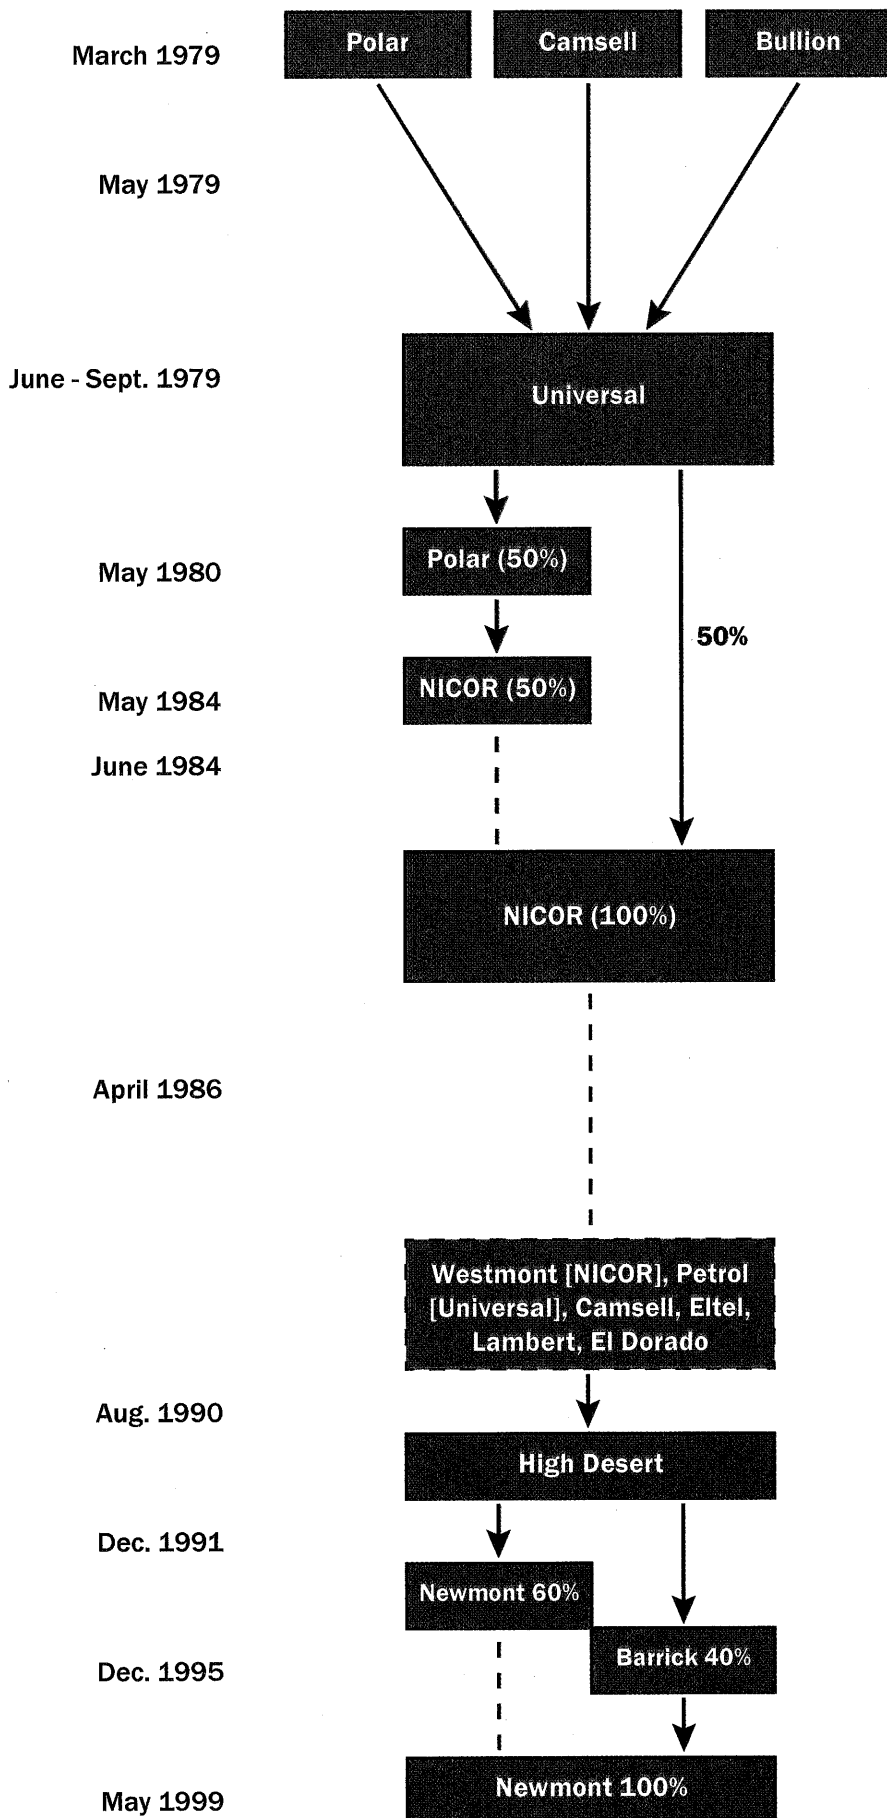 March 1979
Polar
Camsell
Bullion
May 1979
June - Sept. 1979
Universal
May 1980
Polar (50%)
50%
May 1984
NICOR (50%)
June 1984
NICOR (100%)
April 1986
Westmont [NICOR], Petrol
[Universal], Camsell, Eltel,
Lambert, El Dorado
Aug. 1990
High Desert
Dec. 1991
Newmont 60%
Barrick 40%
Dec. 1995
Newmont 100%
May 1999